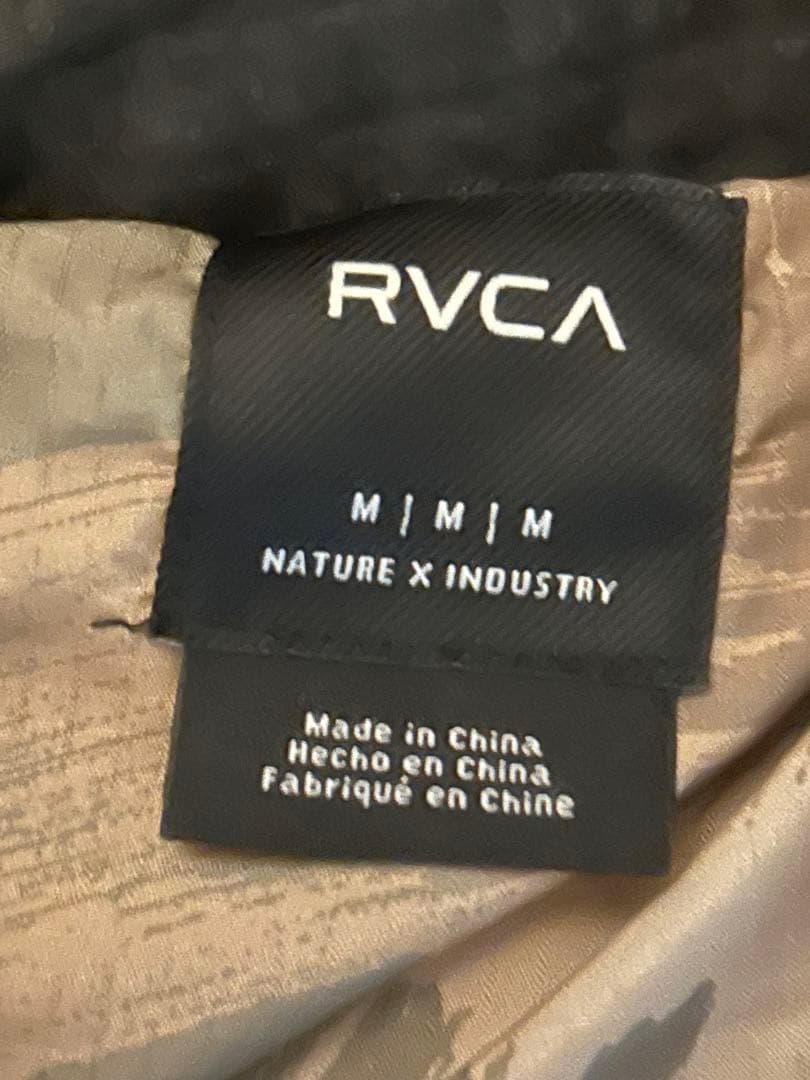 RVCA
M | M | M
NATURE X INDUSTRY
Made in China
Hecho en China
Fabriqué en Chine